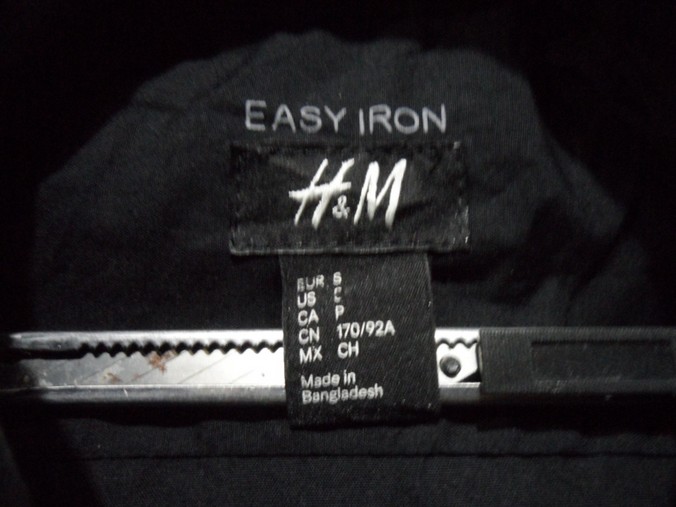 EASY IRON
H&M
EUR S
US
CA P
CN 170/92A
MX CH
Made in
Bangladesh